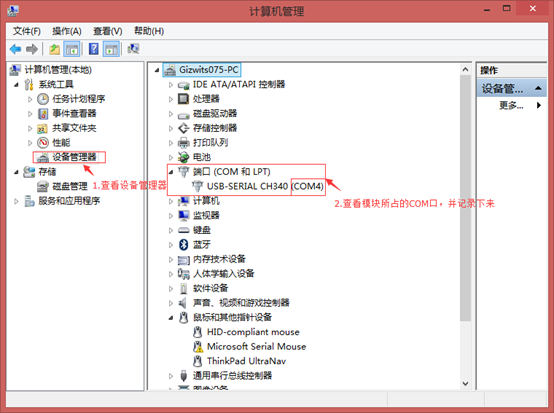 计算机管理
文件(F) 操作(A) 查看(V) 帮助(H)
计算机管理(本地)
系统工具
任务计划程序
事件查看器
共享文件夹
性能
设备管理器
存储
磁盘管理
服务和应用程序
1.查看设备管理器
Gizwits075-PC
IDE ATA/ATAPI 控制器
处理器
磁盘驱动器
存储控制器
打印队列
电池
端口 (COM 和 LPT)
USB-SERIAL CH340 (COM4)
计算机
监视器
键盘
蓝牙
内存技术设备
人体学输入设备
软件设备
声音、视频和游戏控制器
鼠标和其他指针设备
HID-compliant mouse
Microsoft Serial Mouse
ThinkPad UltraNav
通用串行总线控制器
2.查看模块所占的COM口，并记录下来
操作
设备管...
更多...